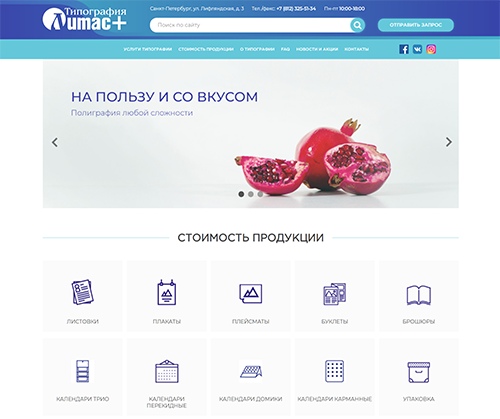 Типография
Литас+
Санкт-Петербург, ул. Лифляндская, д. 3
Тел./факс: +7 (812) 325-51-34
Пн-пт 10:00-18:00
Поиск по сайту
ОТПРАВИТЬ ЗАПРОС
УСЛУГИ ТИПОГРАФИИ СТОИМОСТЬ ПРОДУКЦИИ О ТИПОГРАФИИ FAQ НОВОСТИ И АКЦИИ КОНТАКТЫ
НА ПОЛЬЗУ И СО ВКУСОМ
Полиграфия любой сложности
СТОИМОСТЬ ПРОДУКЦИИ
ЛИСТОВКИ
ПЛАКАТЫ
ПЛЕЙСМАТЫ
БУКЛЕТЫ
БРОШЮРЫ
КАЛЕНДАРИ ТРИО
КАЛЕНДАРИ
ПЕРЕКИДНЫЕ
КАЛЕНДАРИ ДОМИКИ
КАЛЕНДАРИ КАРМАННЫЕ
УПАКОВКА